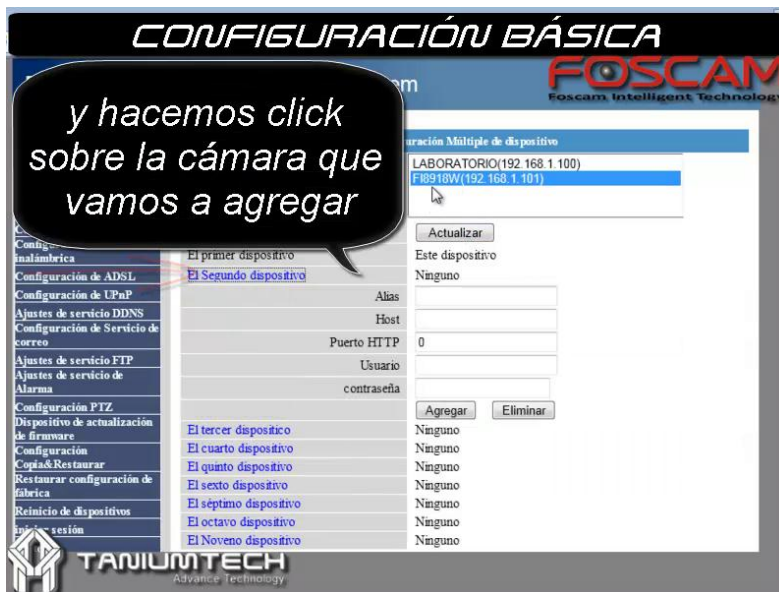 CONFIGURACIÓN BÁSICA
FOSCAM
Foscam Intelligent Technology
em
y hacemos click
sobre la cámara que
vamos a agregar
uración Múltiple de dispositivo
LABORATORIO(192.168.1.100)
FI8918W(192.168.1.101)
Actualizar
inalámbrica
El primer dispositivo
Este dispositivo
Configuración de ADSL
El Segundo dispositivo
Ninguno
Configuración de UPnP
Alias
Ajustes de servicio DDNS
Host
Configuración de Servicio de
correo
Puerto HTTP
0
Ajustes de servicio FTP
Usuario
Ajustes de servicio de
Alarma
contraseña
Configuración PTZ
Agregar
Eliminar
Dispositivo de actualización
de firmware
El tercer dispositico
Ninguno
Configuración
Copia&Restaurar
El cuarto dispositivo
Ninguno
El quinto dispositivo
Ninguno
Restaurar configuración de
fábrica
El sexto dispositivo
Ninguno
Reinicio de dispositivos
El séptimo dispositivo
Ninguno
iniciar sesión
El octavo dispositivo
Ninguno
El Noveno dispositivo
Ninguno
TANIUMTECH
Advance Technology